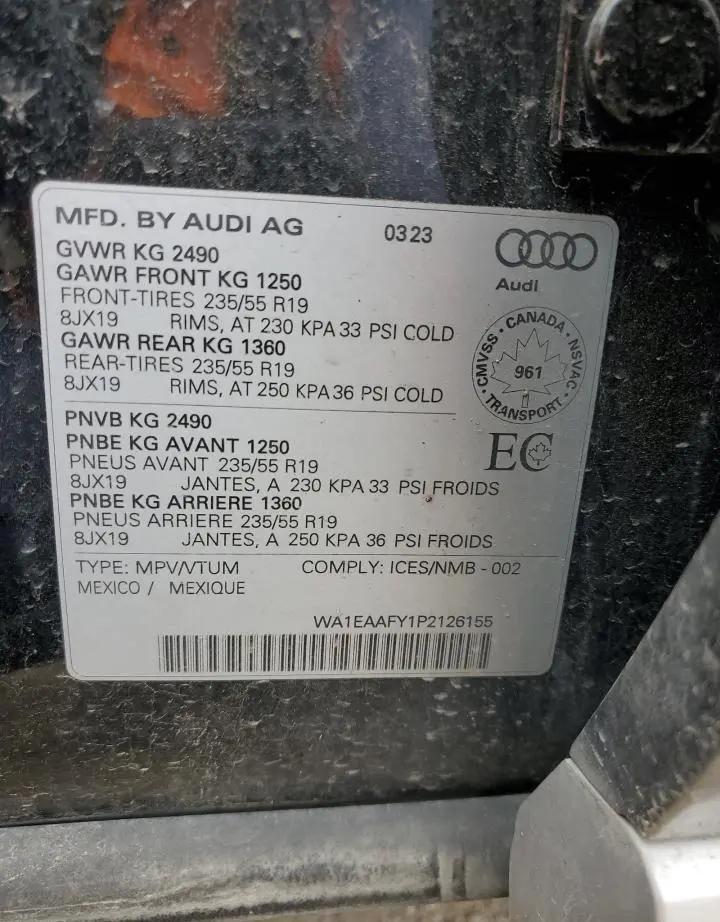 MFD. BY AUDI AG 0323
GVWR KG 2490
GAWR FRONT KG 1250
FRONT-TIRES 235/55 R19
8JX19 RIMS, AT 230 KPA 33 PSI COLD
GAWR REAR KG 1360
REAR-TIRES 235/55 R19
8JX19 RIMS, AT 250 KPA 36 PSI COLD
Audi
CMVSS · CANADA · NSVAC · TRANSPORT ·
961
EC
PNVB KG 2490
PNBE KG AVANT 1250
PNEUS AVANT 235/55 R19
8JX19 JANTES, A 230 KPA 33 PSI FROIDS
PNBE KG ARRIERE 1360
PNEUS ARRIERE 235/55 R19
8JX19 JANTES, A 250 KPA 36 PSI FROIDS
TYPE: MPV/VTUM COMPLY: ICES/NMB - 002
MEXICO / MEXIQUE
WA1EAAFY1P2126155